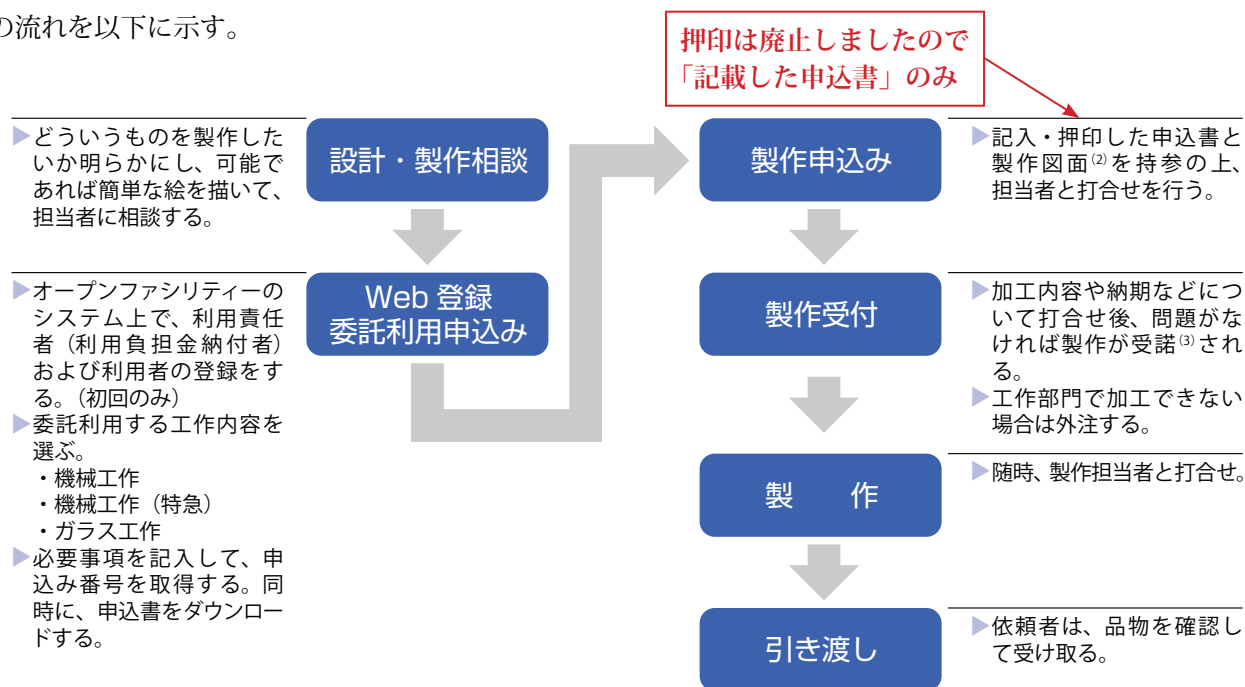 の流れを以下に示す。
押印は廃止しましたので
「記載した申込書」のみ
設計・製作相談
▶どういうものを製作した
いか明らかにし、可能で
あれば簡単な絵を描いて、
担当者に相談する。
Web 登録
委託利用申込み
▶オープンファシリティーの
システム上で、利用責任
者（利用負担金納付者）
および利用者の登録をす
る。（初回のみ）
▶委託利用する工作内容を
選ぶ。
・機械工作
・機械工作（特急）
・ガラス工作
▶必要事項を記入して、申
込み番号を取得する。同
時に、申込書をダウンロー
ドする。
製作申込み
▶記入・押印した申込書と
製作図面(2)を持参の上、
担当者と打合せを行う。
製作受付
▶加工内容や納期などにつ
いて打合せ後、問題がな
ければ製作が受諾(3)され
る。
▶工作部門で加工できない
場合は外注する。
製　作
▶随時、製作担当者と打合せ。
引き渡し
▶依頼者は、品物を確認し
て受け取る。